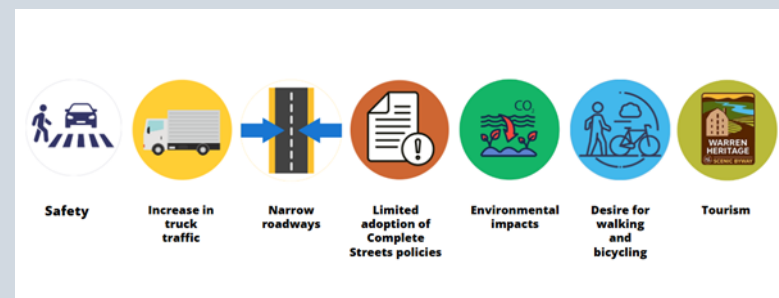 CO₂
WARREN
HERITAGE
SCENIC BYWAY
Safety
Increase in
truck
traffic
Narrow
roadways
Limited
adoption of
Complete
Streets policies
Environmental
impacts
Desire for
walking
and
bicycling
Tourism